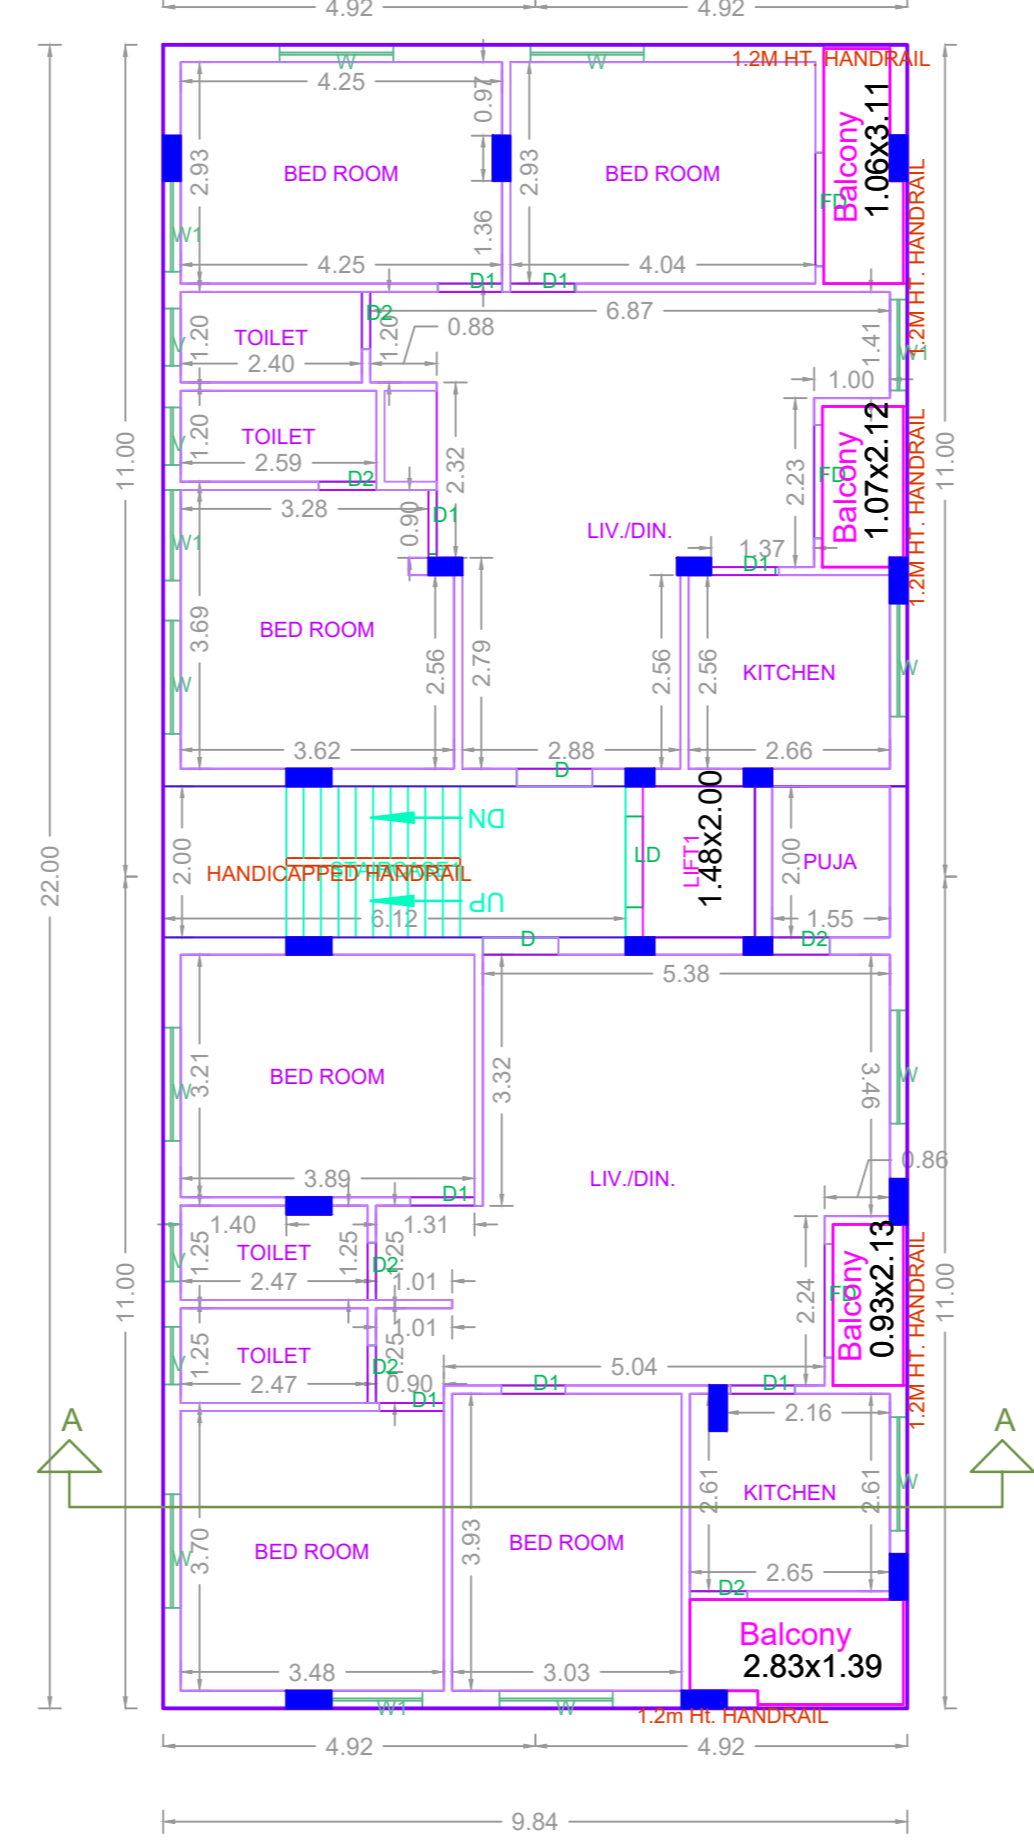 4.92 4.92
1.2M HT. HANDRAIL
W W
4.25
0.97
2.93
2.93
BED ROOM
BED ROOM
Balcony
1.06x3.11
FD
1.2M HT. HANDRAIL
W1
1.36
4.25
4.04
D1
D1
D2
6.87
1.20
TOILET
1.20
0.88
2.40
V
1.41
W1
1.00
1.2M HT. HANDRAIL
11.00
11.00
1.20
TOILET
2.59
V
D2
2.32
2.23
Balcony
1.07x2.12
FD
3.28
0.90
D1
LIV./DIN.
1.37
D1
W1
3.69
BED ROOM
2.56
2.79
2.56
2.56
KITCHEN
W
W
3.62
2.88
2.66
D
22.00
2.00
DN
STAIRCASE1
HANDICAPPED HANDRAIL
UP
6.12
LD
LIFT1
1.48x2.00
2.00
PUJA
1.55
D
D2
5.38
3.21
BED ROOM
3.32
3.46
W
W
3.89
D1
LIV./DIN.
0.86
1.40
1.31
1.25
TOILET
1.25
1.25
2.47
D2
1.01
V
11.00
11.00
2.24
Balcony
0.93x2.13
FD
1.2M HT. HANDRAIL
1.25
TOILET
1.25
1.01
2.47
D2
0.90
V
D1
5.04
D1
D1
2.16
A
A
2.61
KITCHEN
2.61
W
3.70
BED ROOM
3.93
BED ROOM
W
2.65
D2
Balcony
2.83x1.39
3.48
3.03
W1
W
1.2m Ht. HANDRAIL
4.92 4.92
9.84